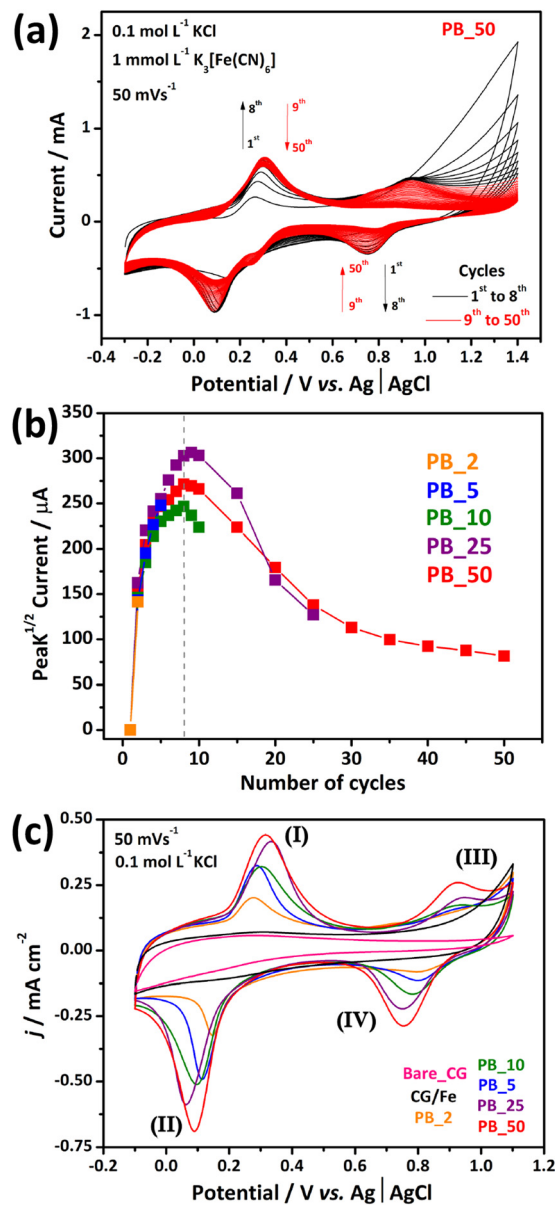 (a)
0.1 mol L⁻¹ KCl
1 mmol L⁻¹ K₃[Fe(CN)₆]
50 mVs⁻¹
PB_50
8ᵗʰ
1ˢᵗ
9ᵗʰ
50ᵗʰ
50ᵗʰ
9ᵗʰ
1ˢᵗ
8ᵗʰ
Cycles
1ˢᵗ to 8ᵗʰ
9ᵗʰ to 50ᵗʰ
Current / mA
2
1
0
-1
-0.4 -0.2 0.0 0.2 0.4 0.6 0.8 1.0 1.2 1.4
Potential / V vs. Ag|AgCl
(b)
PeaK¹ᐟ² Current / µA
350
300
250
200
150
100
50
0
PB_2
PB_5
PB_10
PB_25
PB_50
0 10 20 30 40 50
Number of cycles
(c)
50 mVs⁻¹
0.1 mol L⁻¹KCl
(I)
(II)
(III)
(IV)
j / mA cm⁻²
0.50
0.25
0.00
-0.25
-0.50
-0.75
Bare_CG
CG/Fe
PB_2
PB_10
PB_5
PB_25
PB_50
-0.2 0.0 0.2 0.4 0.6 0.8 1.0 1.2
Potential / V vs. Ag|AgCl